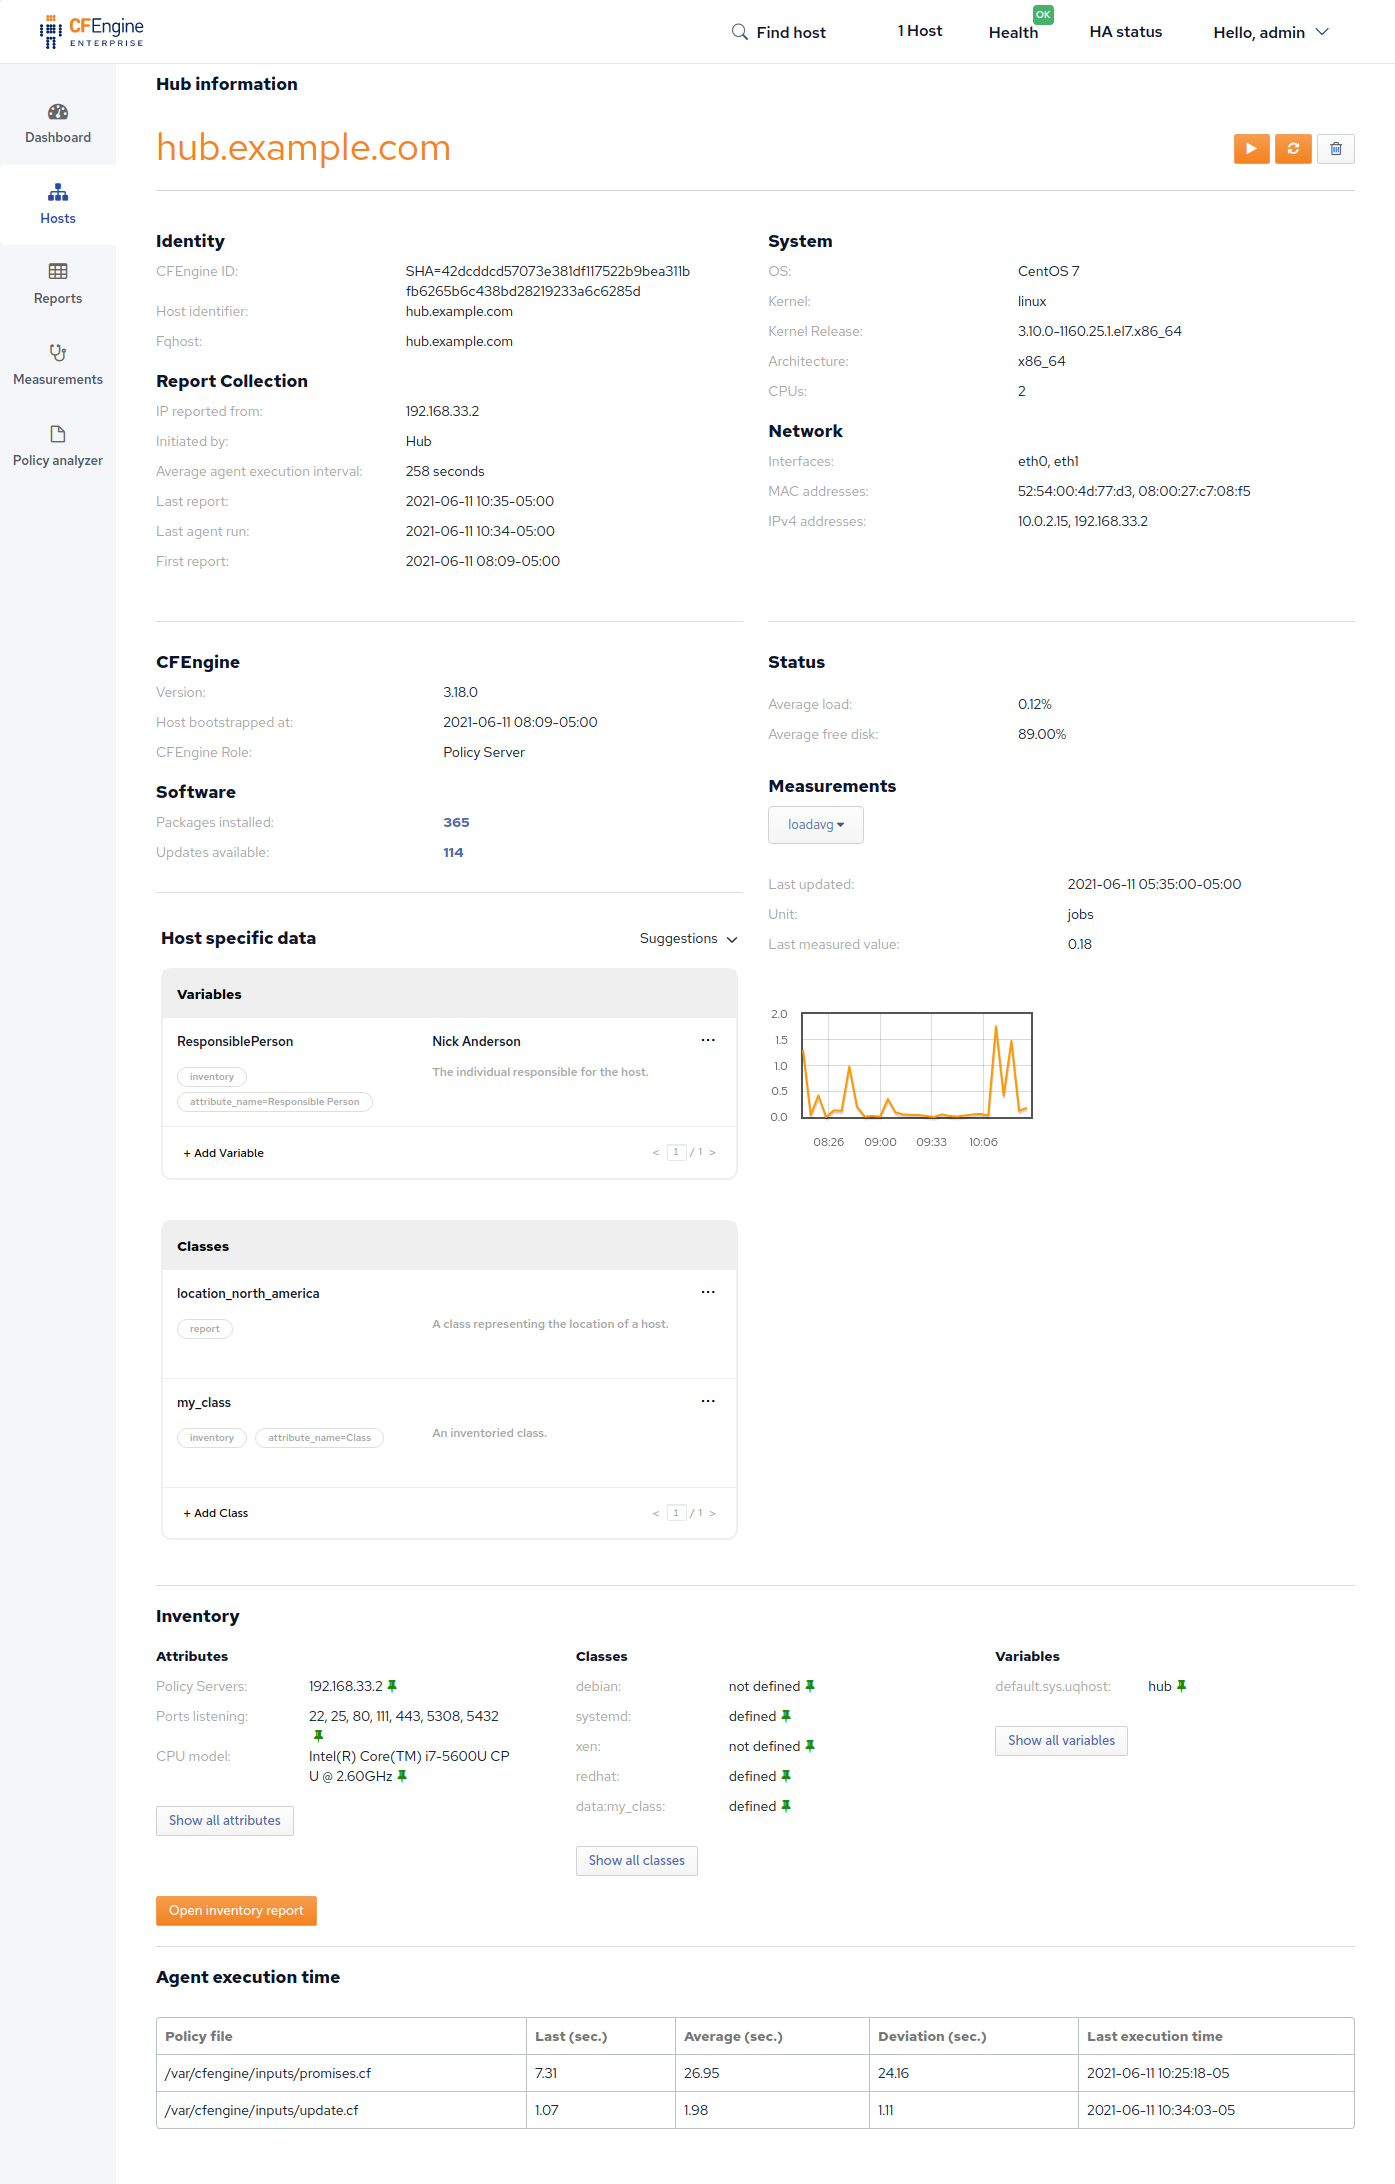 CFEngine
ENTERPRISE
Find host
1 Host
Health
OK
HA status
Hello, admin
Dashboard
Hosts
Reports
Measurements
Policy analyzer
Hub information
hub.example.com
Identity
CFEngine ID: SHA=42dcddcd57073e381df117522b9bea311b
fb6265b6c438bd28219233a6c6285d
Host identifier: hub.example.com
Fqhost: hub.example.com
Report Collection
IP reported from: 192.168.33.2
Initiated by: Hub
Average agent execution interval: 258 seconds
Last report: 2021-06-11 10:35-05:00
Last agent run: 2021-06-11 10:34-05:00
First report: 2021-06-11 08:09-05:00
System
OS: CentOS 7
Kernel: linux
Kernel Release: 3.10.0-1160.25.1.el7.x86_64
Architecture: x86_64
CPUs: 2
Network
Interfaces: eth0, eth1
MAC addresses: 52:54:00:4d:77:d3, 08:00:27:c7:08:f5
IPv4 addresses: 10.0.2.15, 192.168.33.2
CFEngine
Version: 3.18.0
Host bootstrapped at: 2021-06-11 08:09-05:00
CFEngine Role: Policy Server
Software
Packages installed: 365
Updates available: 114
Status
Average load: 0.12%
Average free disk: 89.00%
Measurements
loadavg
Last updated: 2021-06-11 05:35:00-05:00
Unit: jobs
Last measured value: 0.18
2.0
1.5
1.0
0.5
0.0
08:26 09:00 09:33 10:06
Host specific data
Suggestions
Variables
ResponsiblePerson Nick Anderson ...
inventory The individual responsible for the host.
attribute_name=Responsible Person
+ Add Variable < 1 / 1 >
Classes
location_north_america ...
report A class representing the location of a host.
my_class ...
inventory attribute_name=Class An inventoried class.
+ Add Class < 1 / 1 >
Inventory
Attributes
Policy Servers: 192.168.33.2
Ports listening: 22, 25, 80, 111, 443, 5308, 5432
CPU model: Intel(R) Core(TM) i7-5600U CP
U @ 2.60GHz
Show all attributes
Classes
debian: not defined
systemd: defined
xen: not defined
redhat: defined
data:my_class: defined
Show all classes
Variables
default.sys.uqhost: hub
Show all variables
Open inventory report
Agent execution time
Policy file Last (sec.) Average (sec.) Deviation (sec.) Last execution time
/var/cfengine/inputs/promises.cf 7.31 26.95 24.16 2021-06-11 10:25:18-05
/var/cfengine/inputs/update.cf 1.07 1.98 1.11 2021-06-11 10:34:03-05